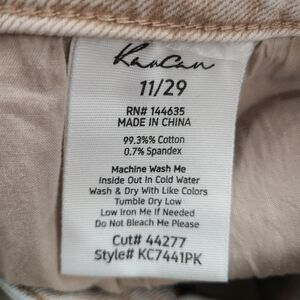 KanCan
11/29
RN# 144635
MADE IN CHINA
99.3% Cotton
0.7% Spandex
Machine Wash Me
Inside Out In Cold Water
Wash & Dry With Like Colors
Tumble Dry Low
Low Iron Me If Needed
Do Not Bleach Me Please
Cut# 44277
Style# KC7441PK